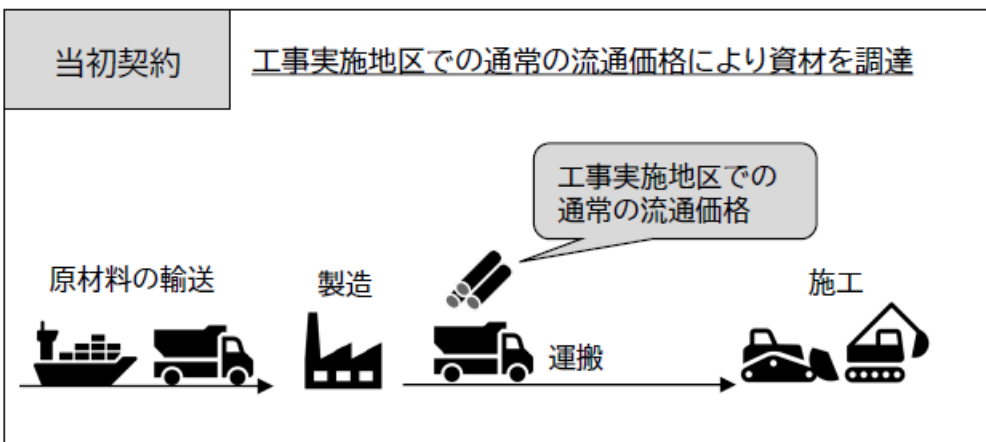 当初契約
工事実施地区での通常の流通価格により資材を調達
工事実施地区での
通常の流通価格
原材料の輸送
製造
施工
運搬